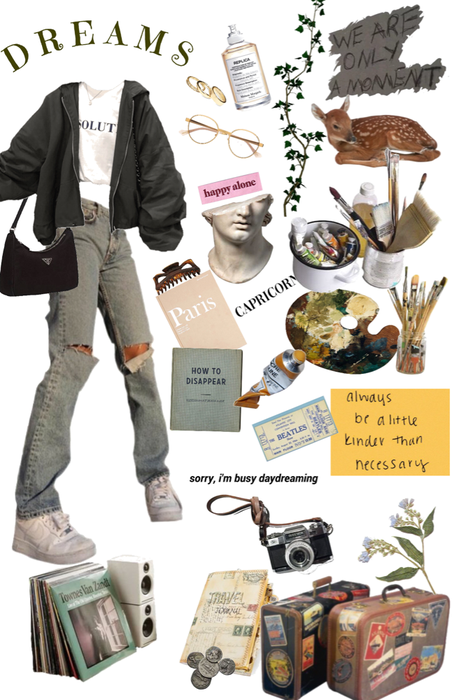 DREAMS
REPLICA
WE ARE
ONLY
A MOMENT
SOLUT
happy alone
Paris
CAPRICORN
HOW TO
DISAPPEAR
THE
BEATLES
always
be a little
kinder than
necessary
sorry, i'm busy daydreaming
Townes Van Zandt
TRAVEL
JOURNAL